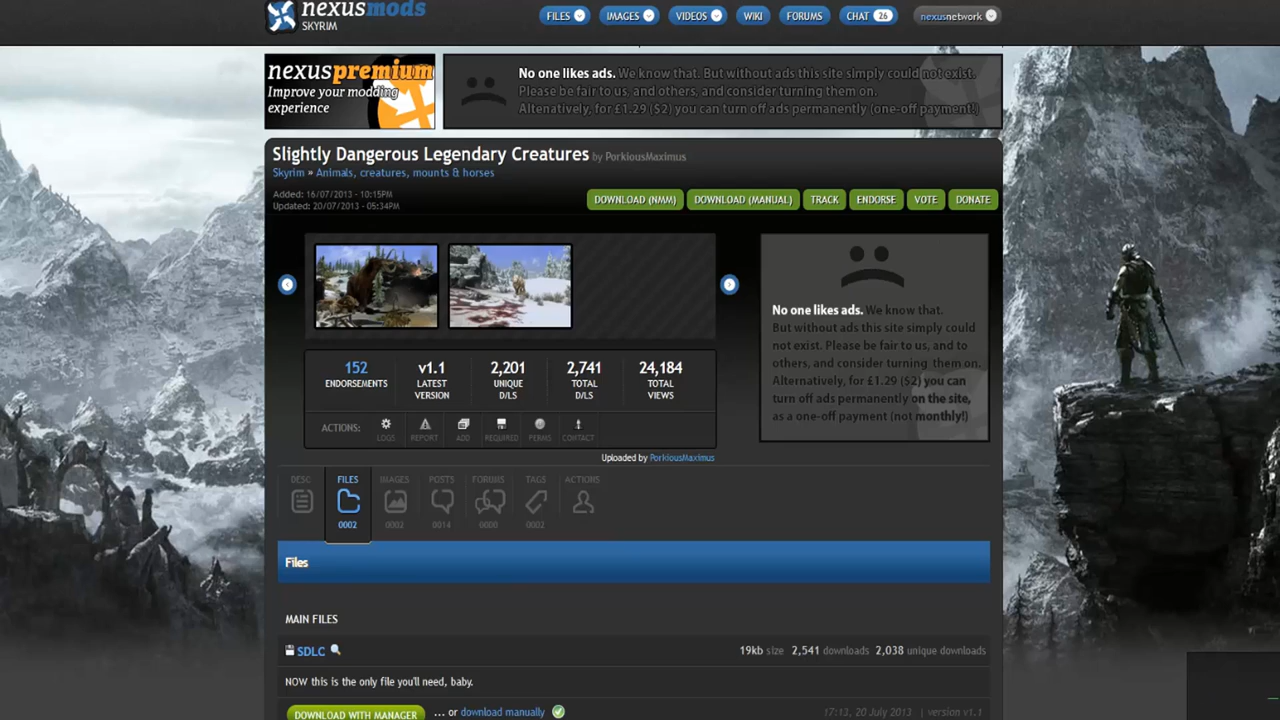 nexusmods
SKYRIM
FILES
IMAGES
VIDEOS
WIKI
FORUMS
CHAT 26
nexusnetwork
nexuspremium
Improve your modding
experience
No one likes ads. We know that. But without ads this site simply could not exist.
Please be fair to us, and others, and consider turning them on.
Altenatively, for £1.29 ($2) you can turn off ads permanently (one-off payment!)
Slightly Dangerous Legendary Creatures by PorkiousMaximus
Skyrim » Animals, creatures, mounts & horses
Added: 16/07/2013 - 10:15PM
Updated: 20/07/2013 - 05:34PM
DOWNLOAD (NMM)
DOWNLOAD (MANUAL)
TRACK
ENDORSE
VOTE
DONATE
No one likes ads. We know that.
But without ads this site simply could
not exist. Please be fair to us, and to
others, and consider turning them on.
Alternatively, for £1.29 ($2) you can
turn off ads permanently on the site,
as a one-off payment (not monthly!)
152
ENDORSEMENTS
v1.1
LATEST
VERSION
2,201
UNIQUE
D/LS
2,741
TOTAL
D/LS
24,184
TOTAL
VIEWS
ACTIONS:
LOGS
REPORT
ADD
REQUIRED
PERMS
CONTACT
Uploaded by PorkiousMaximus
DESC
FILES
0002
IMAGES
0002
POSTS
0014
FORUMS
0000
TAGS
0002
ACTIONS
Files
MAIN FILES
SDLC
19kb size 2,541 downloads 2,038 unique downloads
NOW this is the only file you'll need, baby.
DOWNLOAD WITH MANAGER
... or download manually
17:13, 20 July 2013 | version v1.1